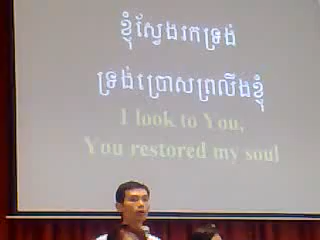 ខ្ញុំស្វែងរកទ្រង់
ទ្រង់ប្រោសព្រលឹងខ្ញុំ
I look to You,
You restored my soul